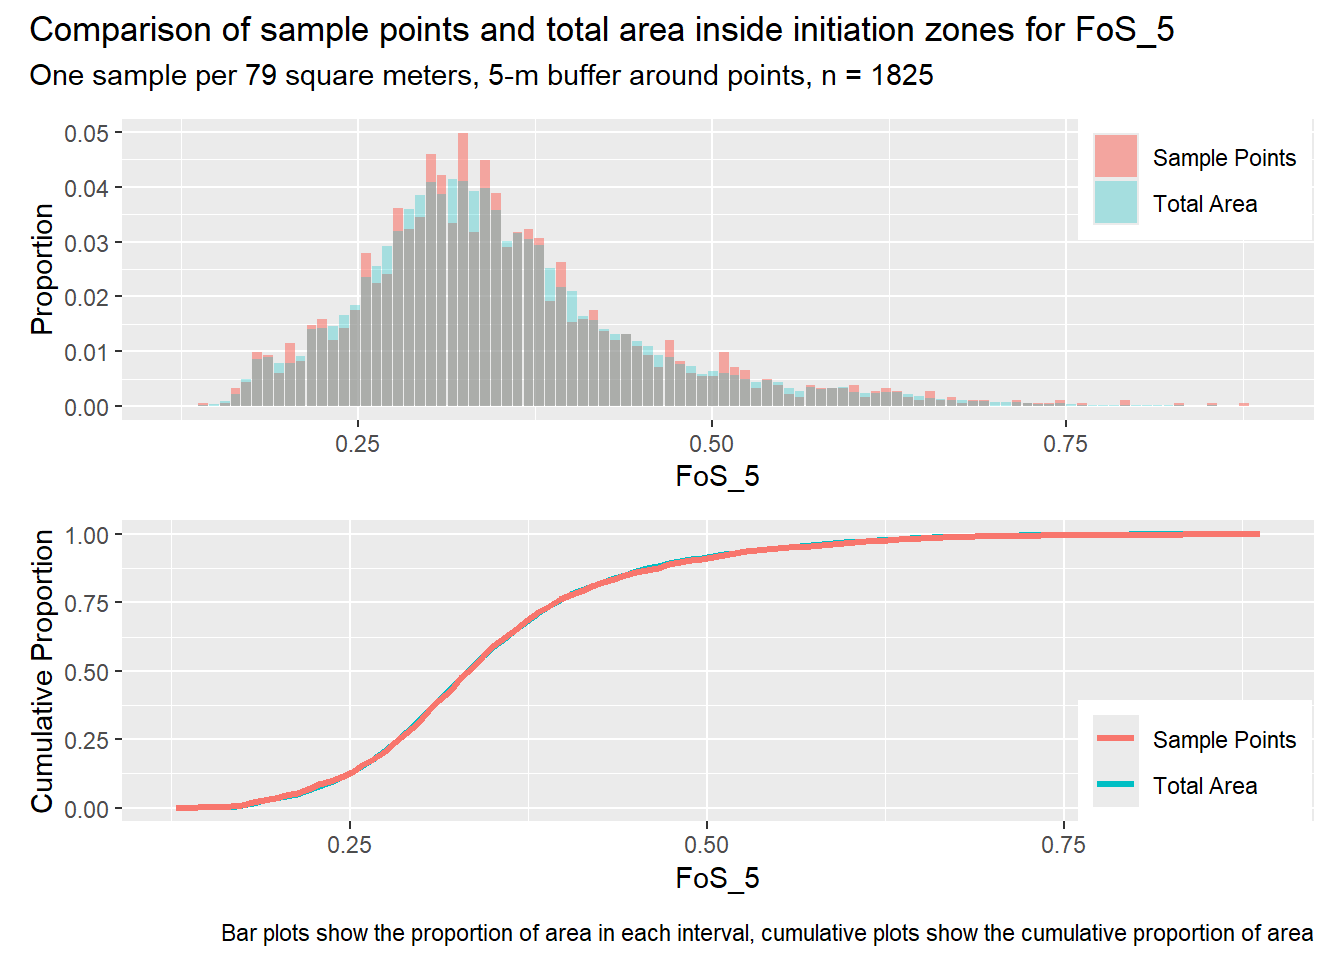 Comparison of sample points and total area inside initiation zones for FoS_5
One sample per 79 square meters, 5-m buffer around points, n = 1825
Proportion
0.05
0.04
0.03
0.02
0.01
0.00
Sample Points
Total Area
0.25 0.50 0.75
FoS_5
Cumulative Proportion
1.00
0.75
0.50
0.25
0.00
Sample Points
Total Area
0.25 0.50 0.75
FoS_5
Bar plots show the proportion of area in each interval, cumulative plots show the cumulative proportion of area